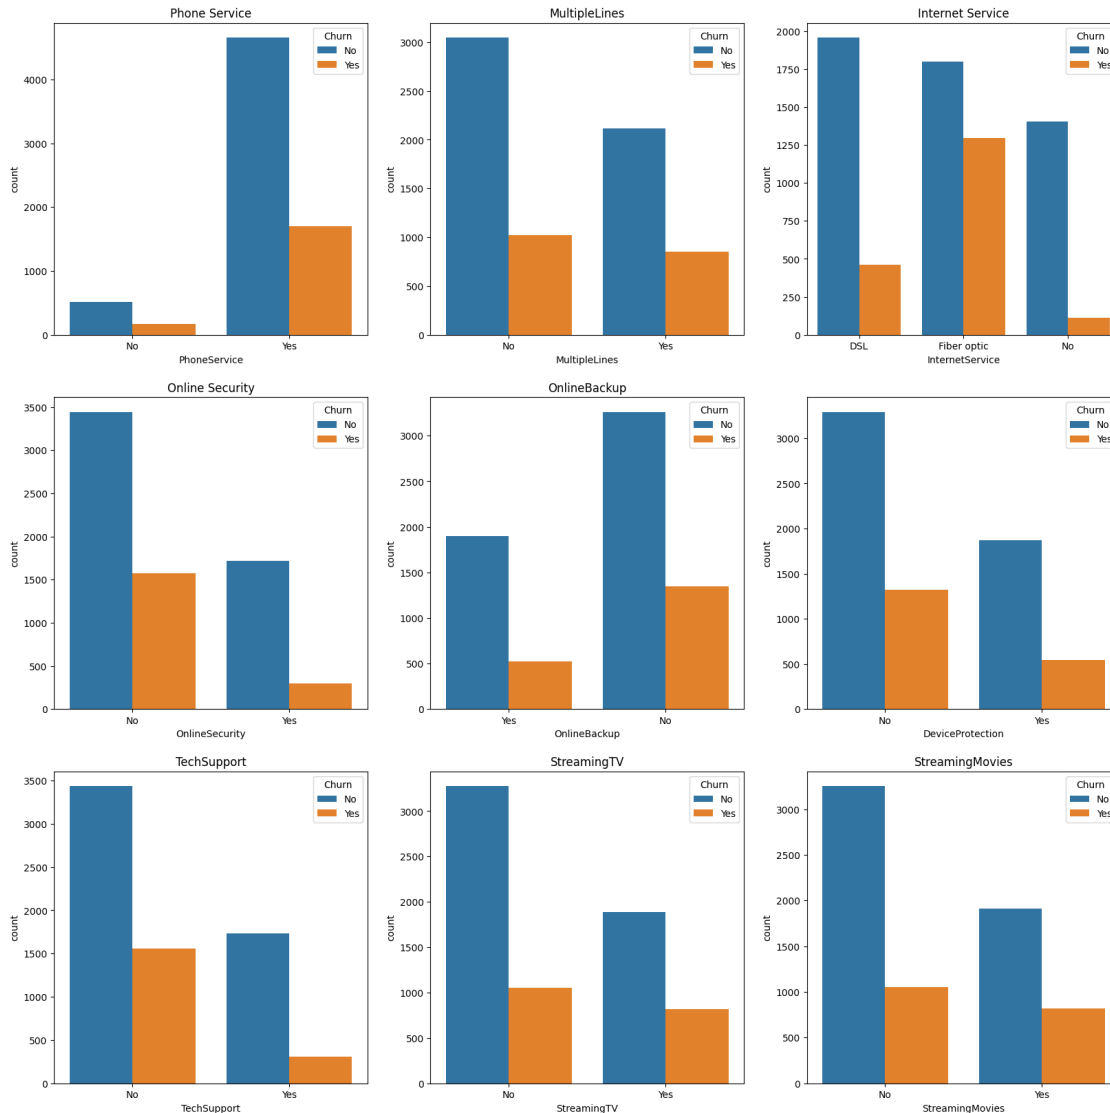 Phone Service
Churn
No
Yes
count
4000
3000
2000
1000
0
No Yes
PhoneService
MultipleLines
Churn
No
Yes
count
3000
2500
2000
1500
1000
500
0
No Yes
MultipleLines
Internet Service
Churn
No
Yes
count
2000
1750
1500
1250
1000
750
500
250
0
DSL Fiber optic No
InternetService
Online Security
Churn
No
Yes
count
3500
3000
2500
2000
1500
1000
500
0
No Yes
OnlineSecurity
OnlineBackup
Churn
No
Yes
count
3000
2500
2000
1500
1000
500
0
Yes No
OnlineBackup
Churn
No
Yes
count
3000
2500
2000
1500
1000
500
0
No Yes
DeviceProtection
TechSupport
Churn
No
Yes
count
3500
3000
2500
2000
1500
1000
500
0
No Yes
TechSupport
StreamingTV
Churn
No
Yes
count
3000
2500
2000
1500
1000
500
0
No Yes
StreamingTV
StreamingMovies
Churn
No
Yes
count
3000
2500
2000
1500
1000
500
0
No Yes
StreamingMovies